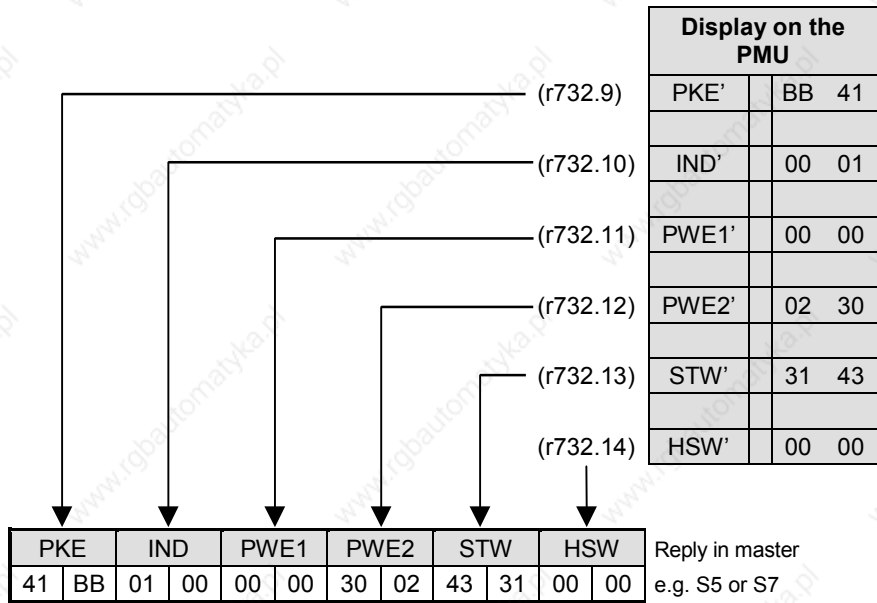 Display on the
PMU
(r732.9) PKE’ BB 41
(r732.10) IND’ 00 01
(r732.11) PWE1’ 00 00
(r732.12) PWE2’ 02 30
(r732.13) STW’ 31 43
(r732.14) HSW’ 00 00
PKE IND PWE1 PWE2 STW HSW Reply in master
41 BB 01 00 00 00 30 02 43 31 00 00 e.g. S5 or S7
www.rgbautomatyka.pl